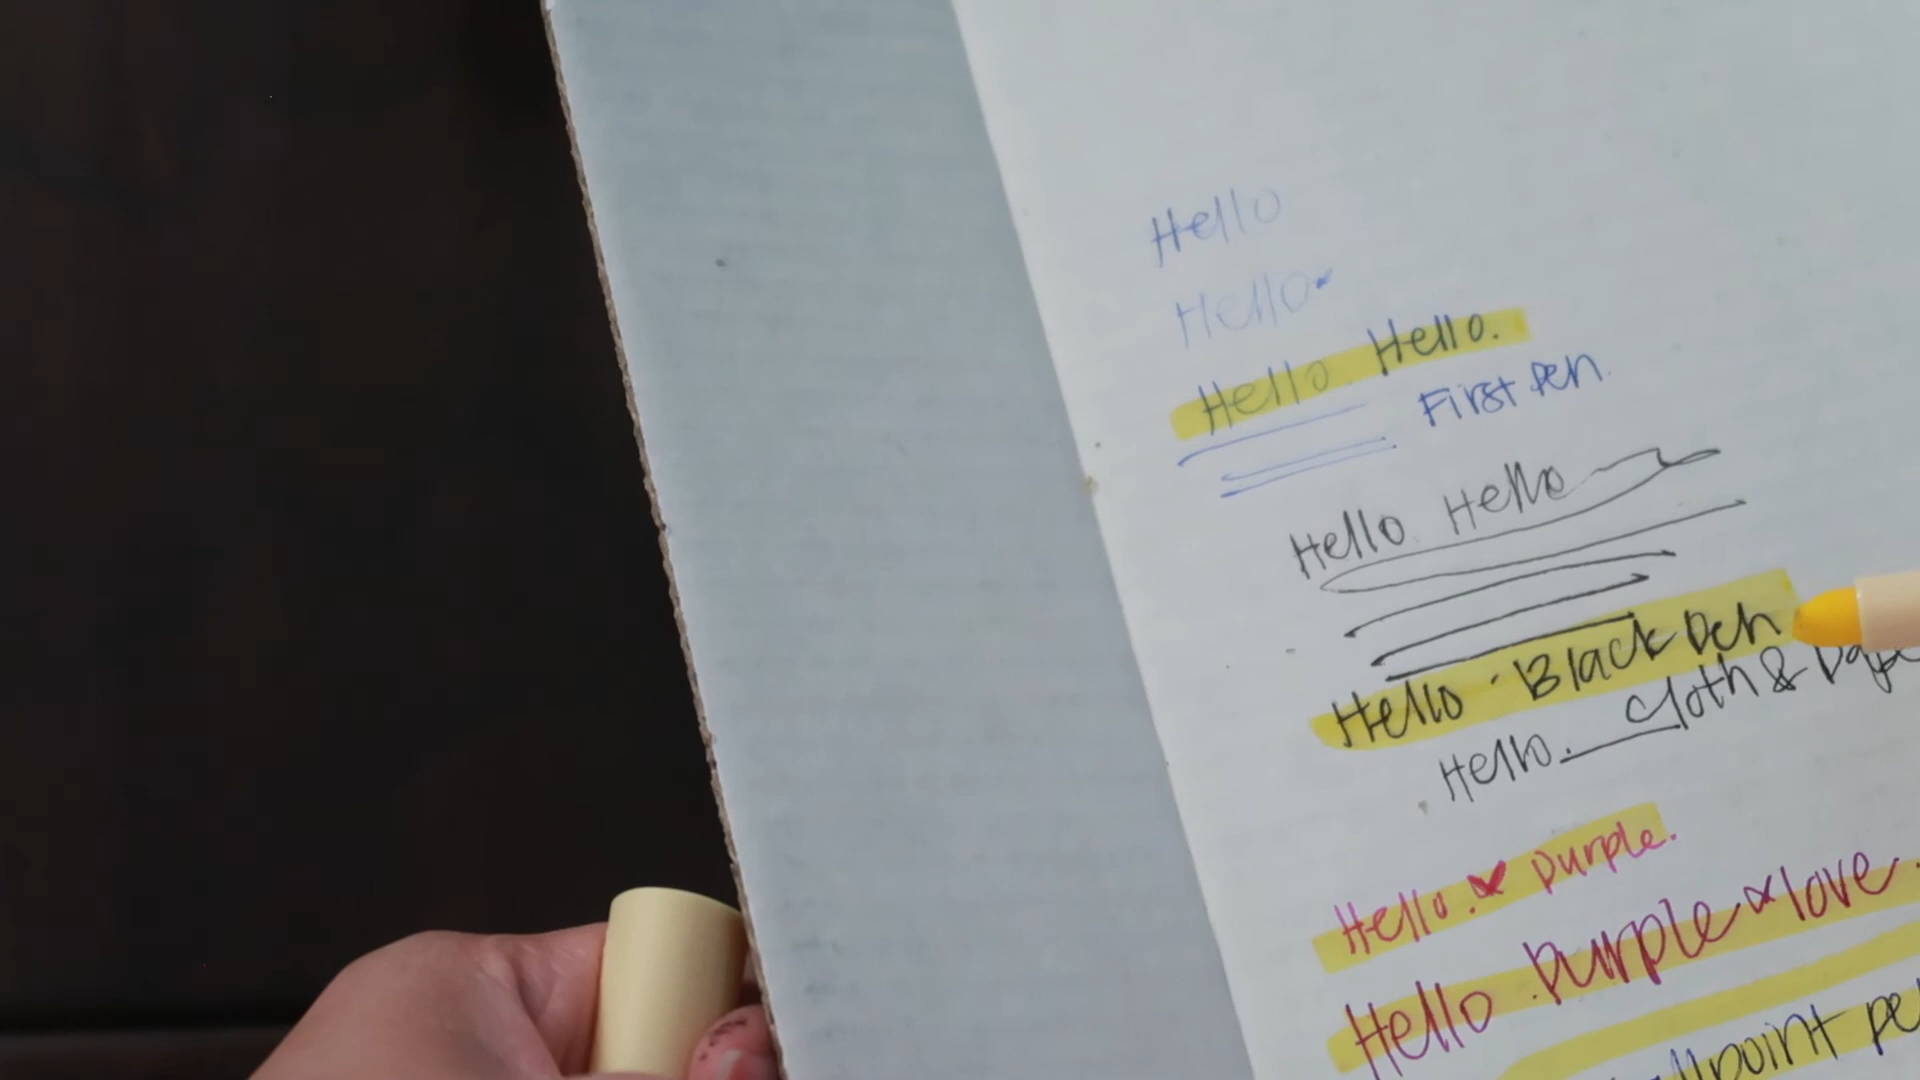 Hello
Hello
Hello Hello.
First Pen.
Hello Hello
Hello. Black Pen
Hello. Cloth &
Hello. Purple.
Hello Purple love.